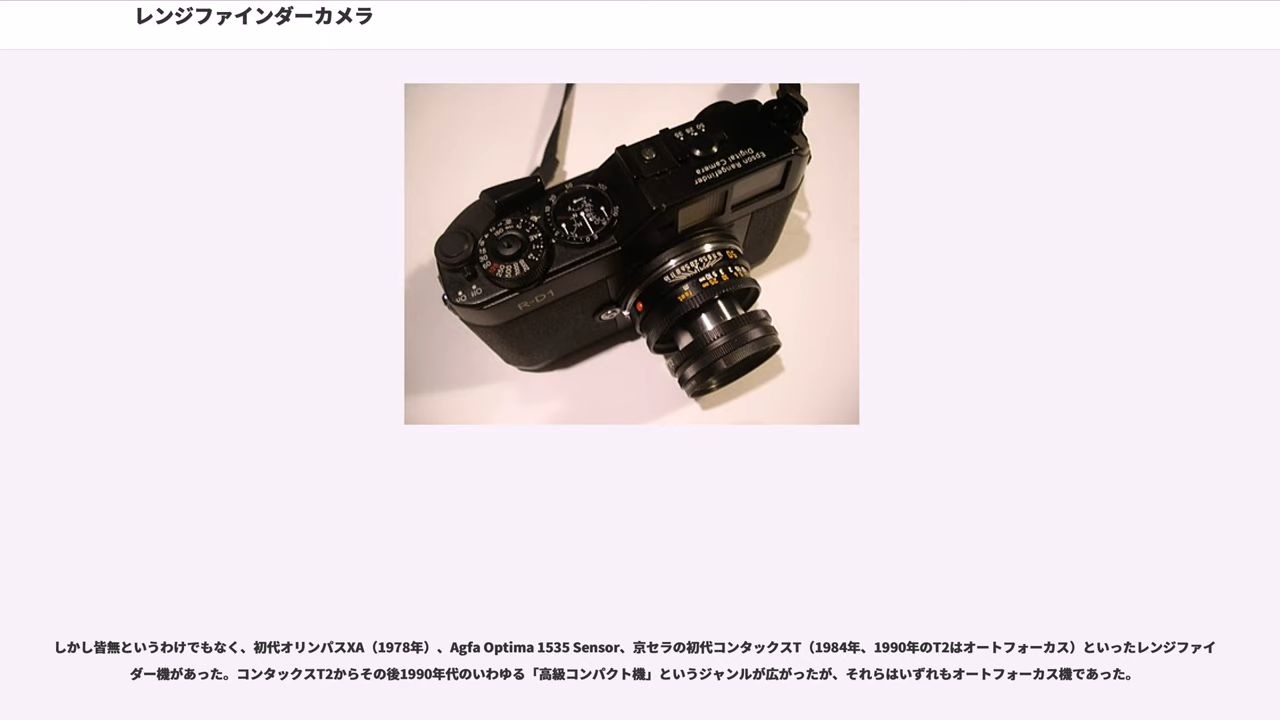 レンジファインダーカメラ
Epson Rangefinder
Digital Camera
R-D1
しかし皆無というわけでもなく、初代オリンパスXA（1978年）、Agfa Optima 1535 Sensor、京セラの初代コンタックスT（1984年、1990年のT2はオートフォーカス）といったレンジファイン
ダー機があった。コンタックスT2からその後1990年代のいわゆる「高級コンパクト機」というジャンルが広がったが、それらはいずれもオートフォーカス機であった。